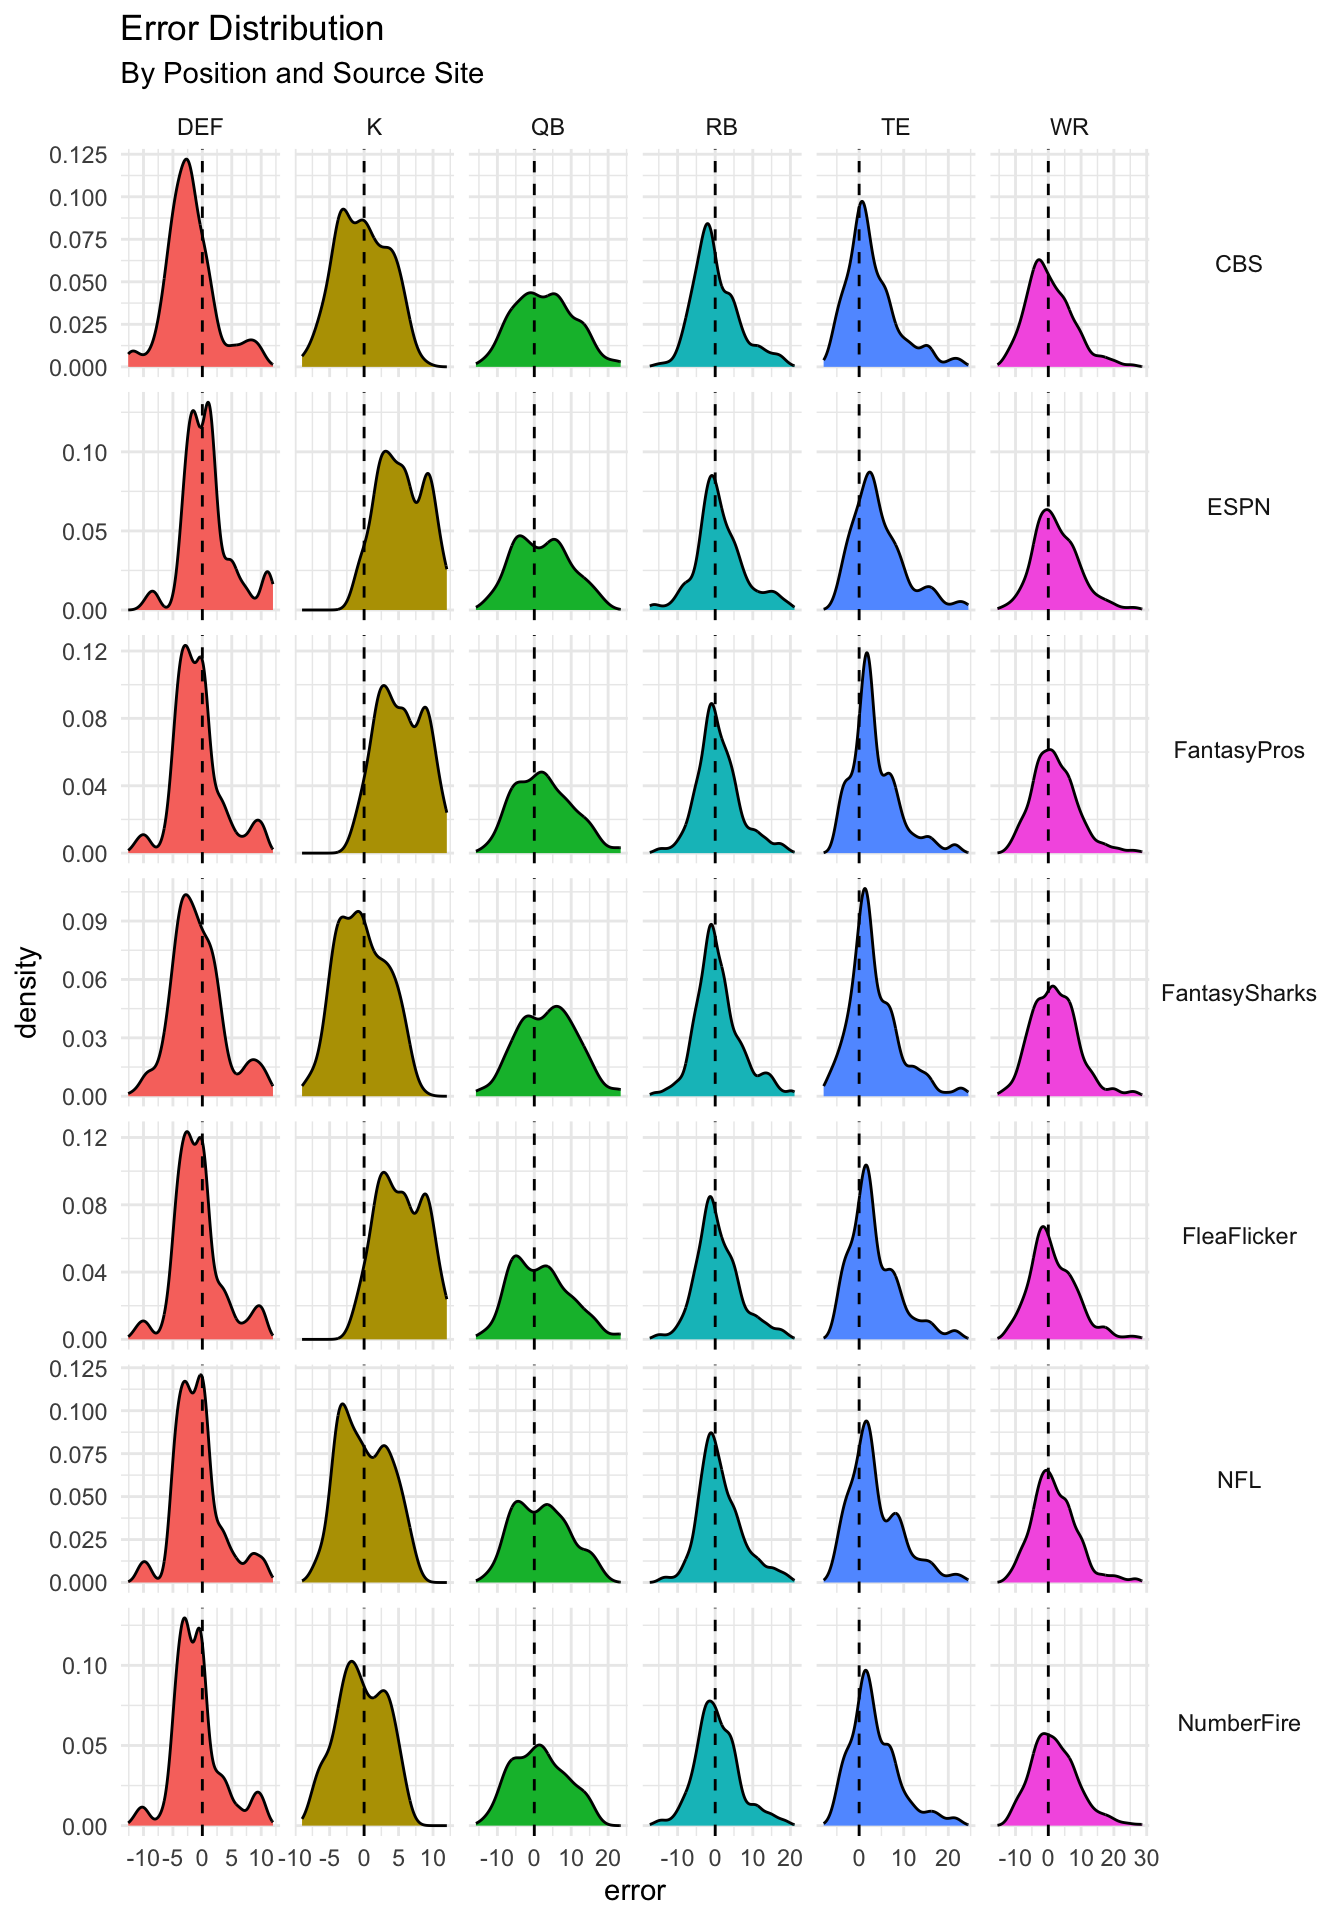 Error Distribution
By Position and Source Site
DEF K QB RB TE WR
0.125
0.100
0.075
0.050
0.025
0.000
CBS
0.10
0.05
0.00
ESPN
0.12
0.08
0.04
0.00
FantasyPros
0.09
0.06
0.03
0.00
FantasySharks
density
0.12
0.08
0.04
0.00
FleaFlicker
0.125
0.100
0.075
0.050
0.025
0.000
NFL
0.10
0.05
0.00
NumberFire
-10 -5 0 5 10 -10 -5 0 5 10 -10 0 10 20 -10 0 10 20 0 10 20 -10 0 10 20 30
error